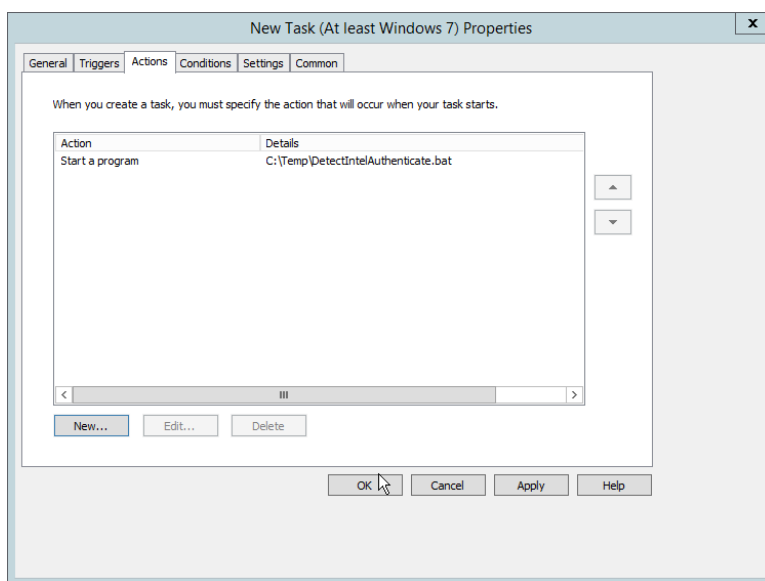 New Task (At least Windows 7) Properties
x
General Triggers Actions Conditions Settings Common
When you create a task, you must specify the action that will occur when your task starts.
Action Details
Start a program C:\Temp\DetectIntelAuthenticate.bat
New... Edit... Delete
OK Cancel Apply Help